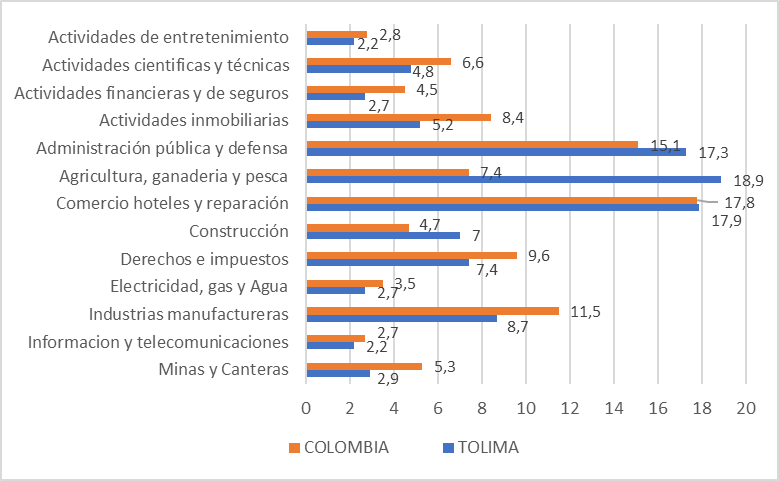 Actividades de entretenimiento
2,8
2,2
Actividades cientificas y técnicas
6,6
4,8
Actividades financieras y de seguros
4,5
2,7
Actividades inmobiliarias
8,4
5,2
Administración pública y defensa
15,1
17,3
Agricultura, ganaderia y pesca
7,4
18,9
Comercio hoteles y reparación
17,8
17,9
Construcción
4,7
7
Derechos e impuestos
9,6
7,4
Electricidad, gas y Agua
3,5
2,7
Industrias manufactureras
11,5
8,7
Informacion y telecomunicaciones
2,7
2,2
Minas y Canteras
5,3
2,9
0 2 4 6 8 10 12 14 16 18 20
COLOMBIA TOLIMA